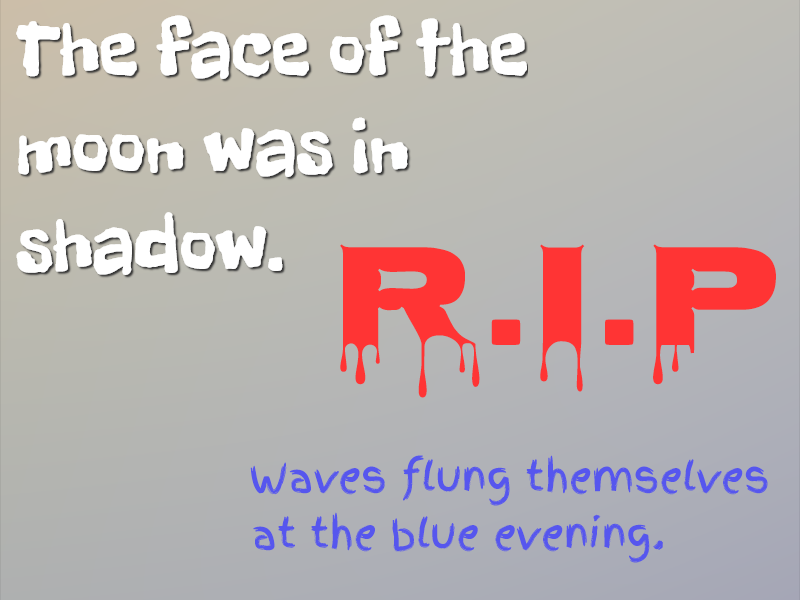 The face of the
moon was in
shadow.
R.I.P
Waves flung themselves
at the blue evening.